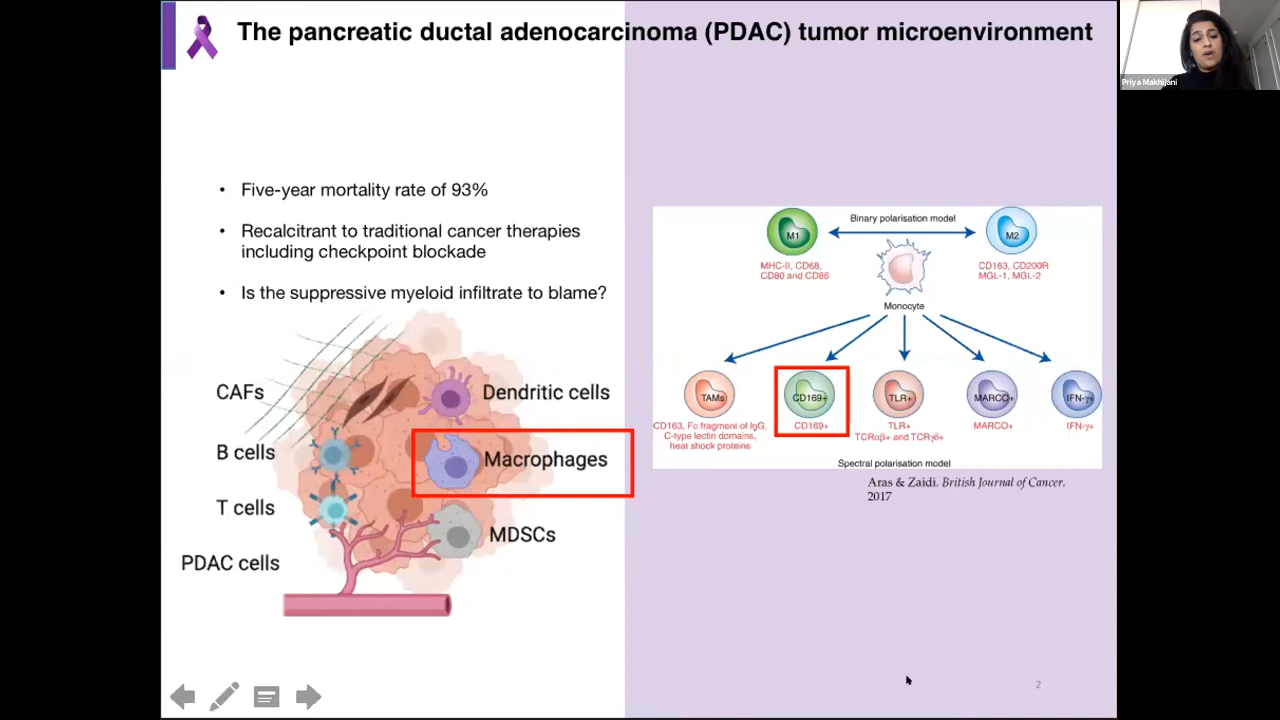 The pancreatic ductal adenocarcinoma (PDAC) tumor microenvironment
Priya Makhijani
• Five-year mortality rate of 93%
• Recalcitrant to traditional cancer therapies
including checkpoint blockade
• Is the suppressive myeloid infiltrate to blame?
CAFs
B cells
T cells
PDAC cells
Dendritic cells
Macrophages
MDSCs
Binary polarisation model
M1
M2
MHC-II, CD68,
CD80 and CD86
CD163, CD200R
MGL-1, MGL-2
Monocyte
TAMs
CD169+
TLR+
MARCO+
IFN-γ+
CD163, Fc fragment of IgG,
C-type lectin domains,
heat shock proteins
CD169+
TLR+
TCRαβ+ and TCRγδ+
MARCO+
IFN-γ+
Spectral polarisation model
Aras & Zaidi. British Journal of Cancer.
2017
2